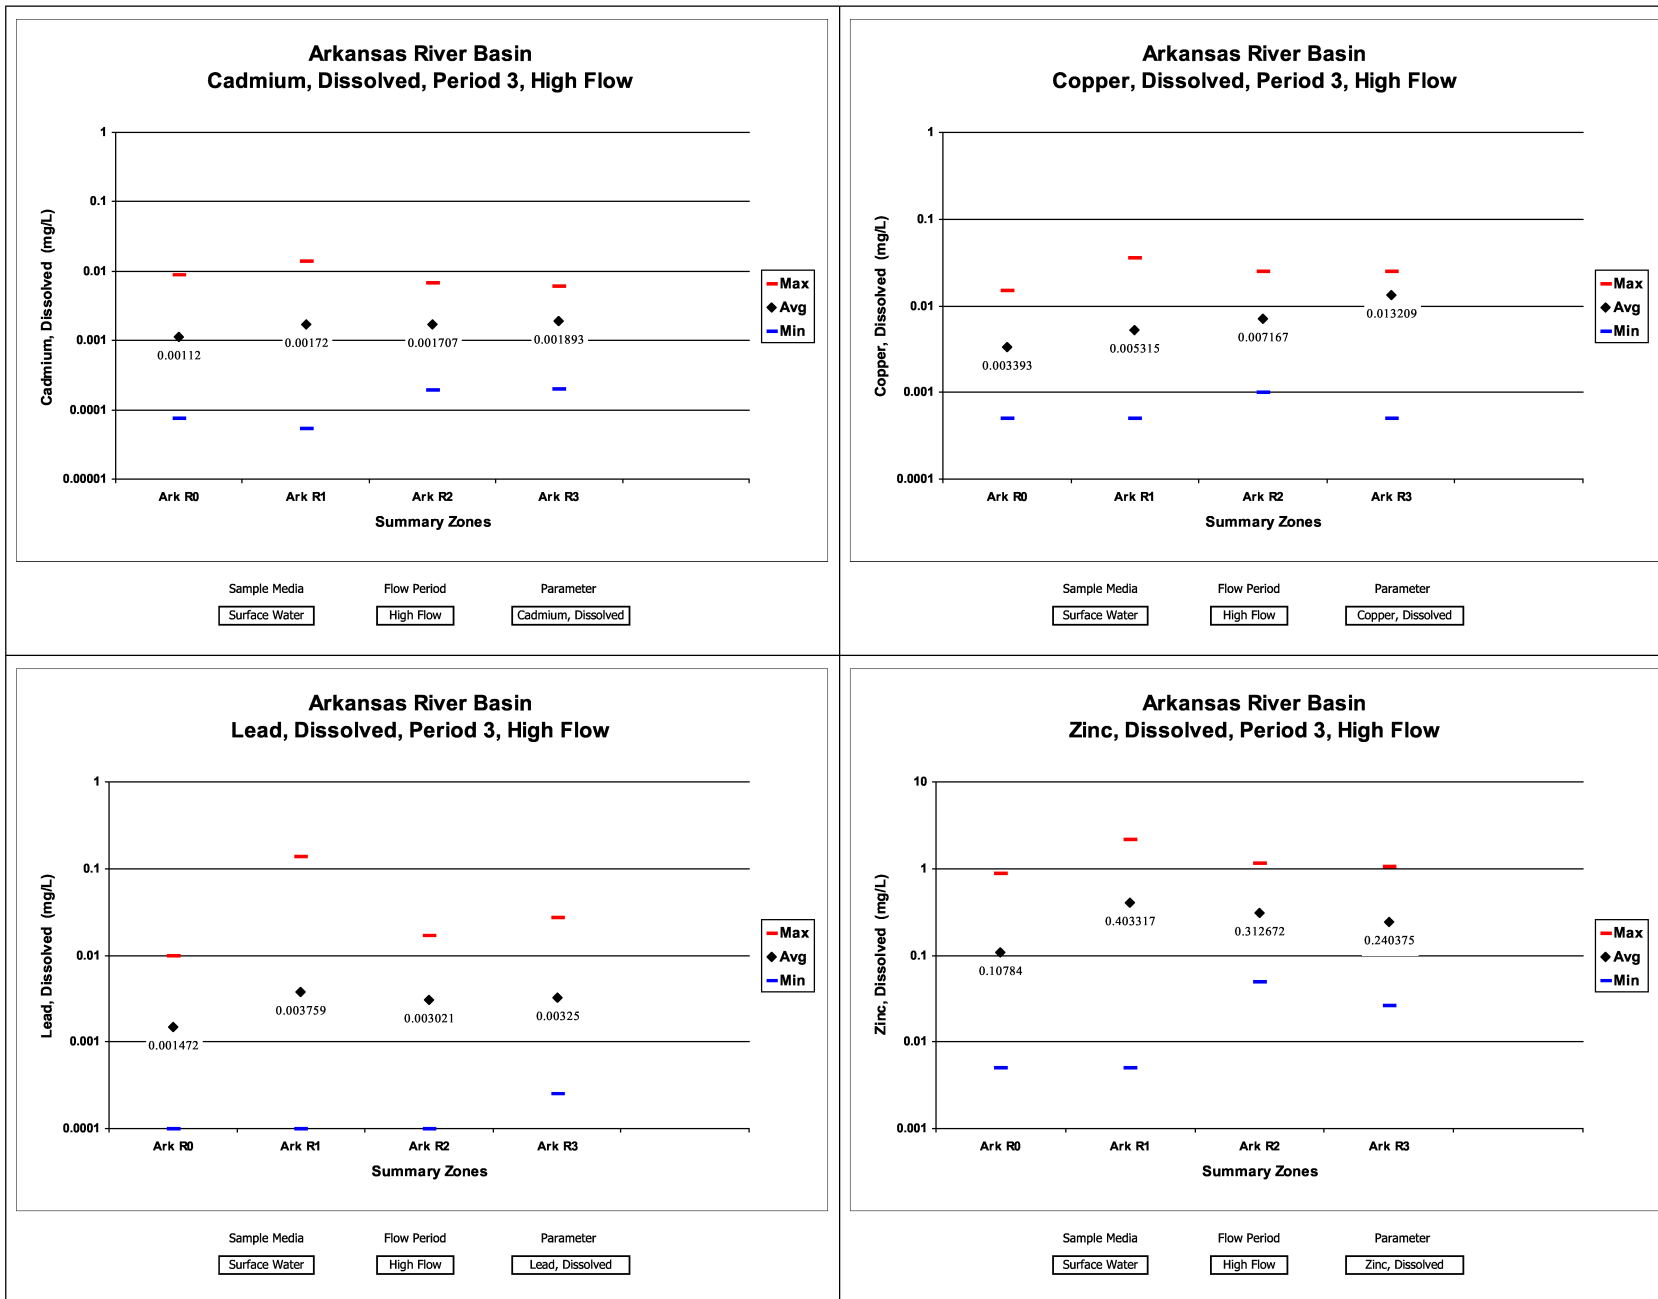 Arkansas River Basin
Cadmium, Dissolved, Period 3, High Flow
Cadmium, Dissolved (mg/L)
1
0.1
0.01
0.001
0.0001
0.00001
0.00112
0.00172
0.001707
0.001893
Ark R0
Ark R1
Ark R2
Ark R3
Summary Zones
Max
Avg
Min
Sample Media
Flow Period
Parameter
Surface Water
High Flow
Cadmium, Dissolved
Arkansas River Basin
Copper, Dissolved, Period 3, High Flow
Copper, Dissolved (mg/L)
1
0.1
0.01
0.001
0.0001
0.003393
0.005315
0.007167
0.013209
Ark R0
Ark R1
Ark R2
Ark R3
Summary Zones
Max
Avg
Min
Sample Media
Flow Period
Parameter
Surface Water
High Flow
Copper, Dissolved
Arkansas River Basin
Lead, Dissolved, Period 3, High Flow
Lead, Dissolved (mg/L)
1
0.1
0.01
0.001
0.0001
0.001472
0.003759
0.003021
0.00325
Ark R0
Ark R1
Ark R2
Ark R3
Summary Zones
Max
Avg
Min
Sample Media
Flow Period
Parameter
Surface Water
High Flow
Lead, Dissolved
Arkansas River Basin
Zinc, Dissolved, Period 3, High Flow
Zinc, Dissolved (mg/L)
10
1
0.1
0.01
0.001
0.10784
0.403317
0.312672
0.240375
Ark R0
Ark R1
Ark R2
Ark R3
Summary Zones
Max
Avg
Min
Sample Media
Flow Period
Parameter
Surface Water
High Flow
Zinc, Dissolved